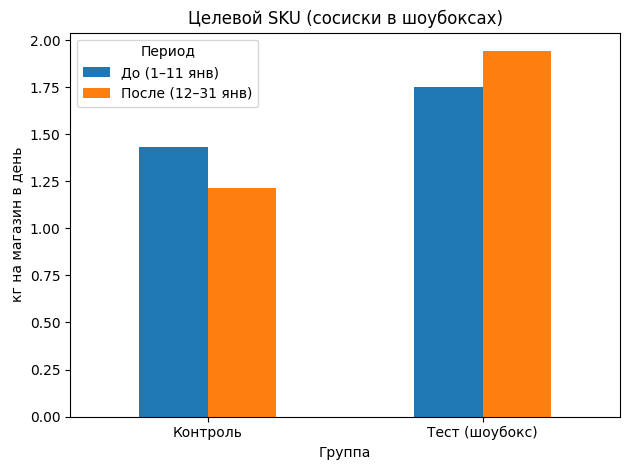 Целевой SKU (сосиски в шоубоксах)
Период
До (1–11 янв)
После (12–31 янв)
кг на магазин в день
2.00
1.75
1.50
1.25
1.00
0.75
0.50
0.25
0.00
Контроль
Тест (шоубокс)
Группа